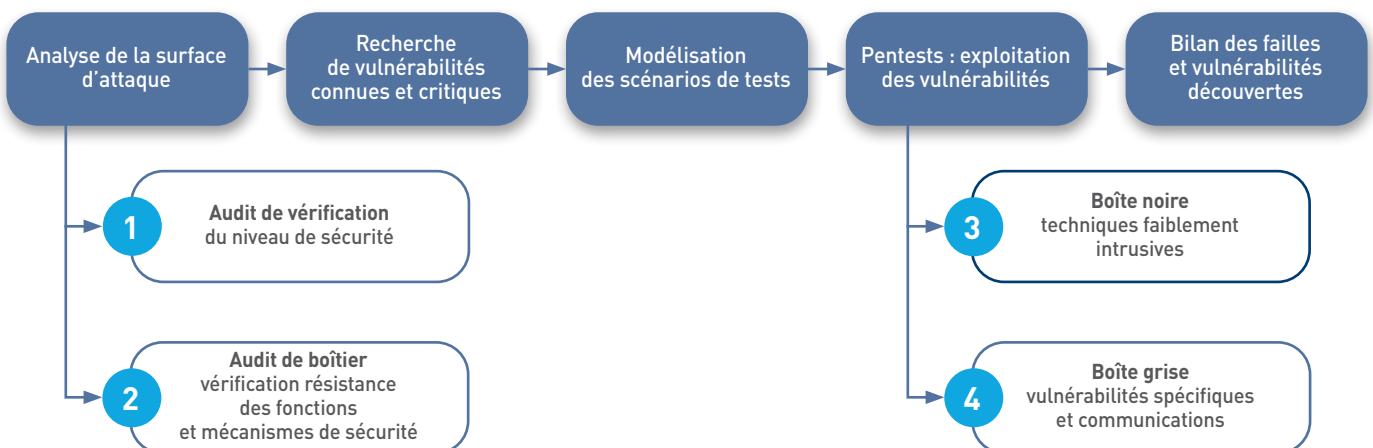 Analyse de la surface
d'attaque
Recherche
de vulnérabilités
connues et critiques
Modélisation
des scénarios de tests
Pentests : exploitation
des vulnérabilités
Bilan des failles
et vulnérabilités
découvertes
1
Audit de vérification
du niveau de sécurité
2
Audit de boîtier
vérification résistance
des fonctions
et mécanismes de sécurité
3
Boîte noire
techniques faiblement
intrusives
4
Boîte grise
vulnérabilités spécifiques
et communications